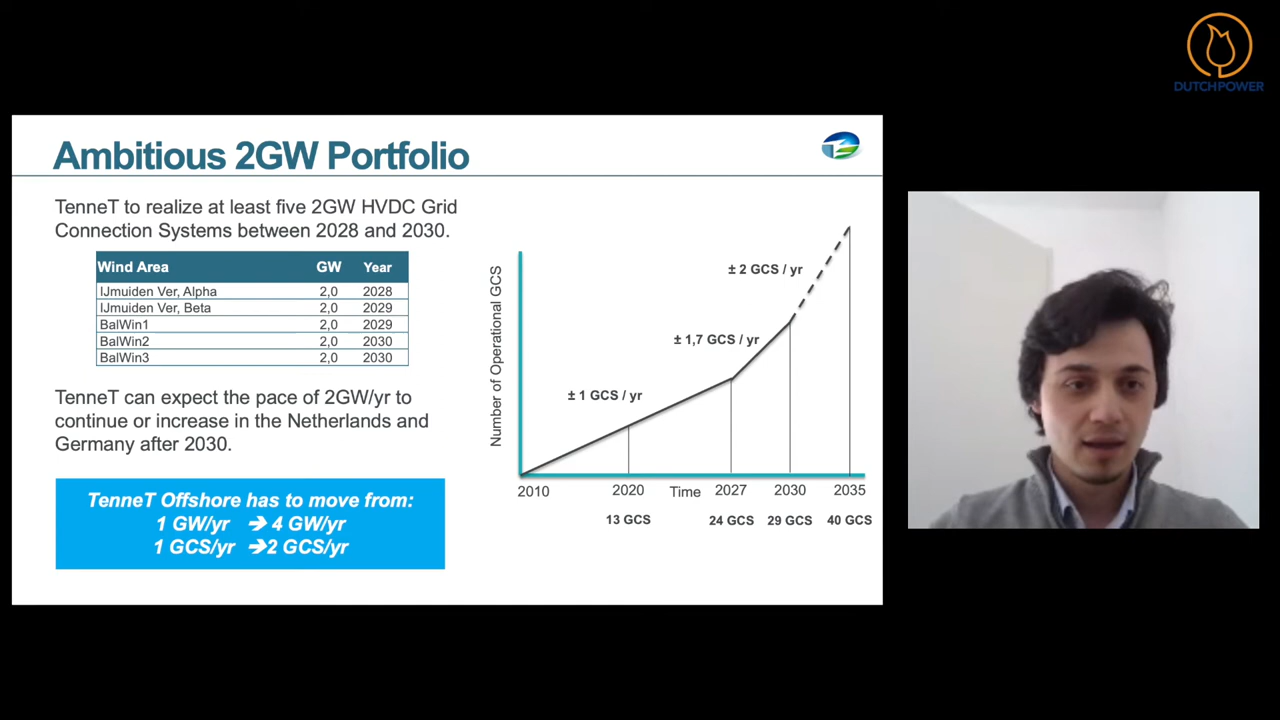 DUTCH POWER
Ambitious 2GW Portfolio
TenneT to realize at least five 2GW HVDC Grid
Connection Systems between 2028 and 2030.
Wind Area GW Year
IJmuiden Ver, Alpha 2,0 2028
IJmuiden Ver, Beta 2,0 2029
BalWin1 2,0 2029
BalWin2 2,0 2030
BalWin3 2,0 2030
TenneT can expect the pace of 2GW/yr to
continue or increase in the Netherlands and
Germany after 2030.
TenneT Offshore has to move from:
1 GW/yr ➔ 4 GW/yr
1 GCS/yr ➔2 GCS/yr
Number of Operational GCS
± 1 GCS / yr
± 1,7 GCS / yr
± 2 GCS / yr
2010 2020 Time 2027 2030 2035
13 GCS 24 GCS 29 GCS 40 GCS